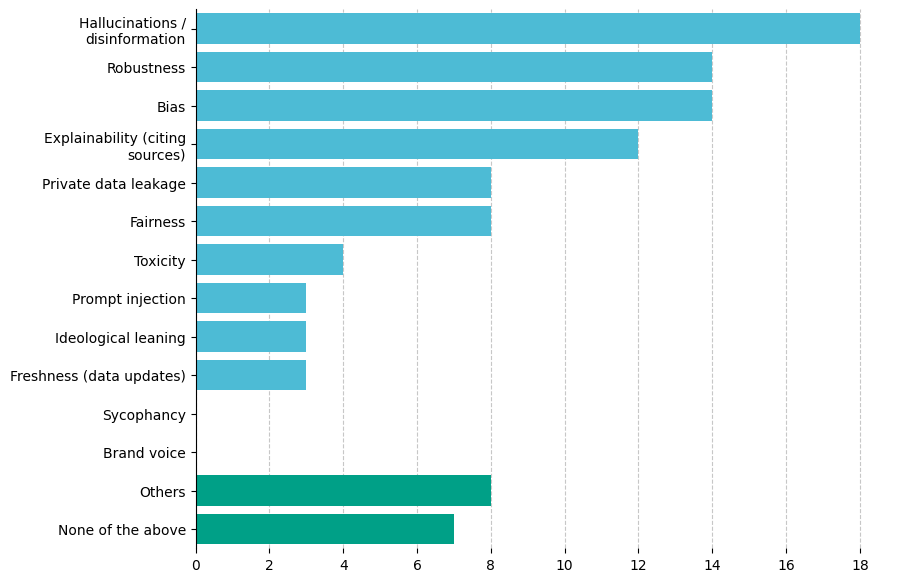 Hallucinations /
disinformation
Robustness
Bias
Explainability (citing
sources)
Private data leakage
Fairness
Toxicity
Prompt injection
Ideological leaning
Freshness (data updates)
Sycophancy
Brand voice
Others
None of the above
0 2 4 6 8 10 12 14 16 18